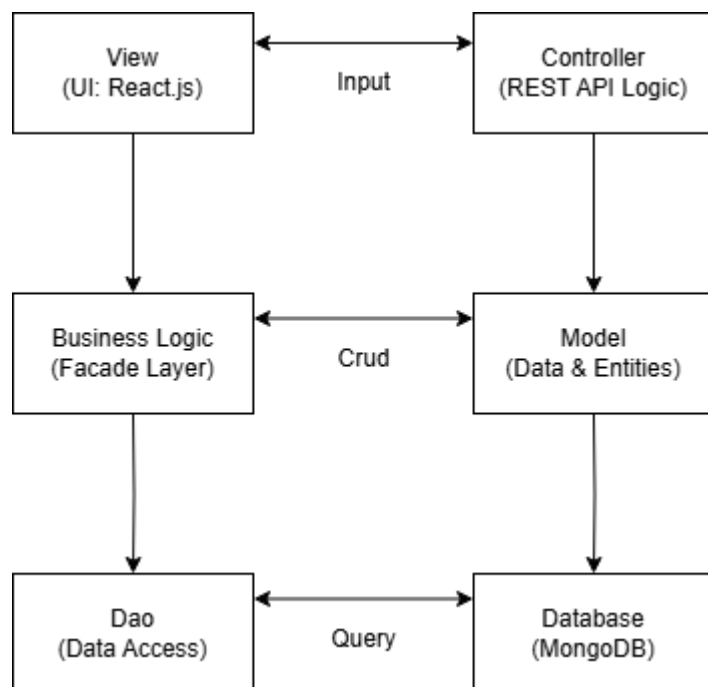 View
(UI: React.js)
Input
Controller
(REST API Logic)
Business Logic
(Facade Layer)
Crud
Model
(Data & Entities)
Dao
(Data Access)
Query
Database
(MongoDB)